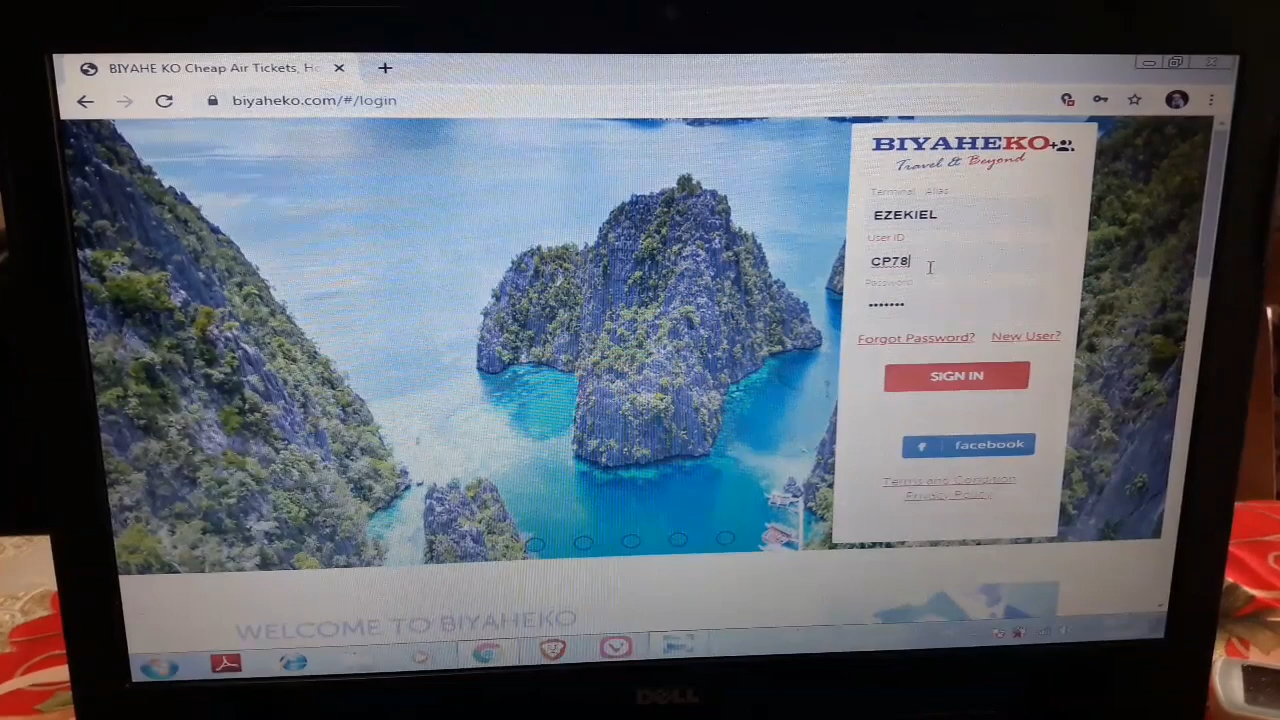 BIYAHE KO Cheap Air Tickets, Ho
biyaheko.com/#/login
BIYAHEKO
Travel & Beyond
Terminal Alias
EZEKIEL
User ID
CP78
Password
•••••••
Forgot Password? New User?
SIGN IN
f facebook
Terms and Condition
Privacy Policy
WELCOME TO BIYAHEKO
DELL